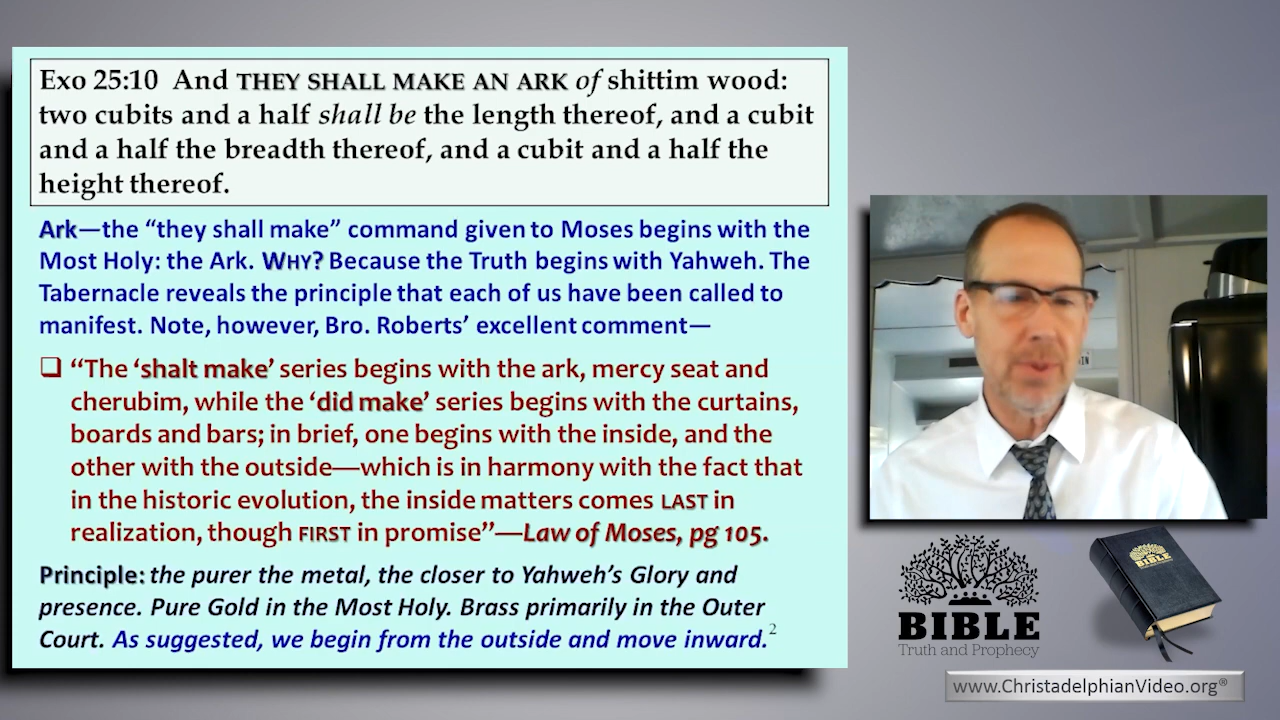 Exo 25:10 And THEY SHALL MAKE AN ARK of shittim wood:
two cubits and a half shall be the length thereof, and a cubit
and a half the breadth thereof, and a cubit and a half the
height thereof.
Ark—the “they shall make” command given to Moses begins with the
Most Holy: the Ark. WHY? Because the Truth begins with Yahweh. The
Tabernacle reveals the principle that each of us have been called to
manifest. Note, however, Bro. Roberts’ excellent comment—
❑ “The ‘shalt make’ series begins with the ark, mercy seat and
cherubim, while the ‘did make’ series begins with the curtains,
boards and bars; in brief, one begins with the inside, and the
other with the outside—which is in harmony with the fact that
in the historic evolution, the inside matters comes LAST in
realization, though FIRST in promise”—Law of Moses, pg 105.
Principle: the purer the metal, the closer to Yahweh’s Glory and
presence. Pure Gold in the Most Holy. Brass primarily in the Outer
Court. As suggested, we begin from the outside and move inward.
2
BIBLE
Truth and Prophecy
BIBLE
www.ChristadelphianVideo.org®